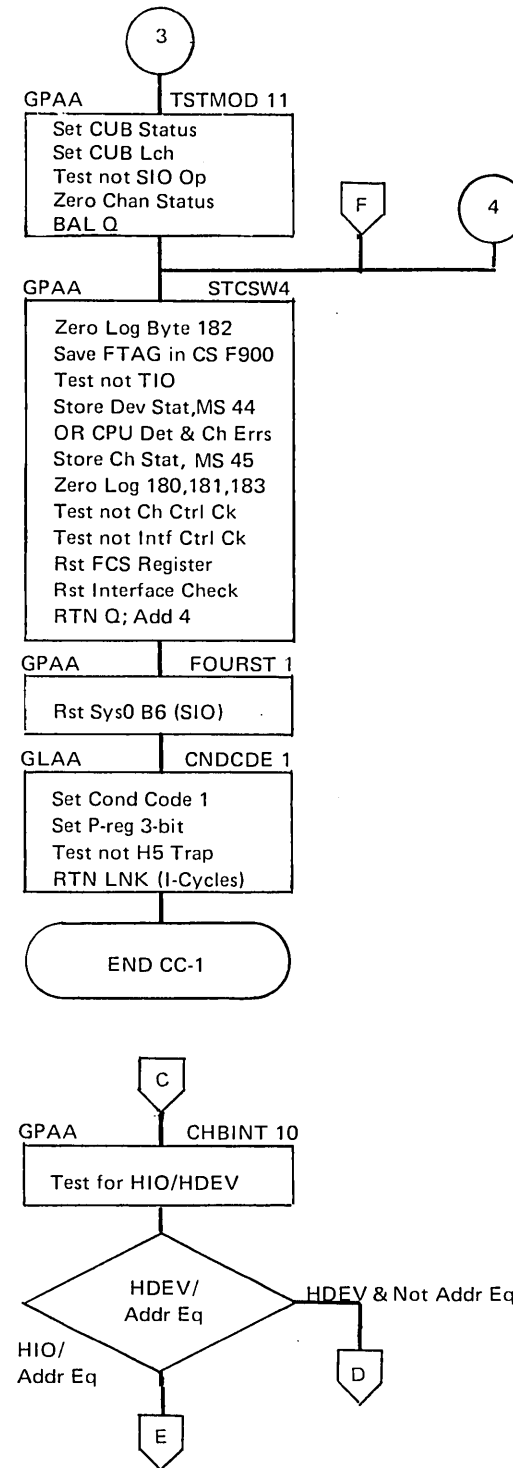 3
GPAA TSTMOD 11
Set CUB Status
Set CUB Lch
Test not SIO Op
Zero Chan Status
BAL Q
F
4
GPAA STCSW4
Zero Log Byte 182
Save FTAG in CS F900
Test not TIO
Store Dev Stat,MS 44
OR CPU Det & Ch Errs
Store Ch Stat, MS 45
Zero Log 180,181,183
Test not Ch Ctrl Ck
Test not Intf Ctrl Ck
Rst FCS Register
Rst Interface Check
RTN Q; Add 4
GPAA FOURST 1
Rst Sys0 B6 (SIO)
GLAA CNDCDE 1
Set Cond Code 1
Set P-reg 3-bit
Test not H5 Trap
RTN LNK (I-Cycles)
END CC-1
C
GPAA CHBINT 10
Test for HIO/HDEV
HDEV/
Addr Eq
HDEV & Not Addr Eq
HIO/
Addr Eq
D
E